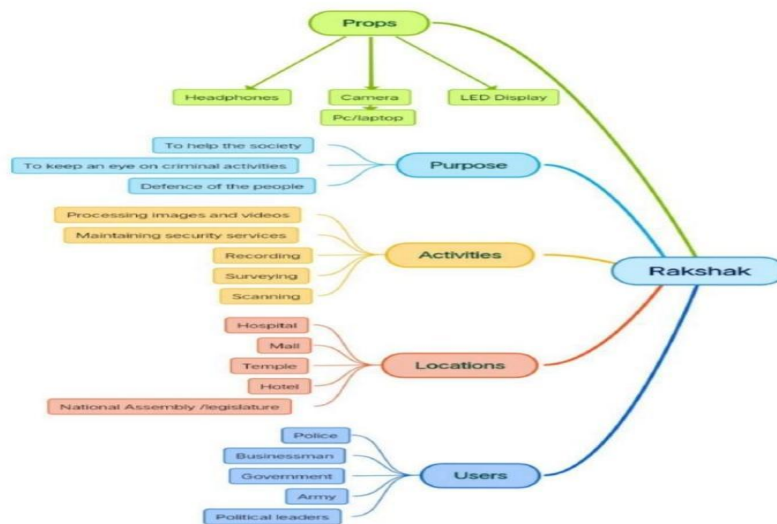 Props
Headphones
Camera
LED Display
Pc/laptop
To help the society
To keep an eye on criminal activities
Defence of the people
Purpose
Processing images and videos
Maintaining security services
Recording
Surveying
Scanning
Activities
Rakshak
Hospital
Mall
Temple
Hotel
National Assembly /legislature
Locations
Police
Businessman
Government
Army
Political leaders
Users